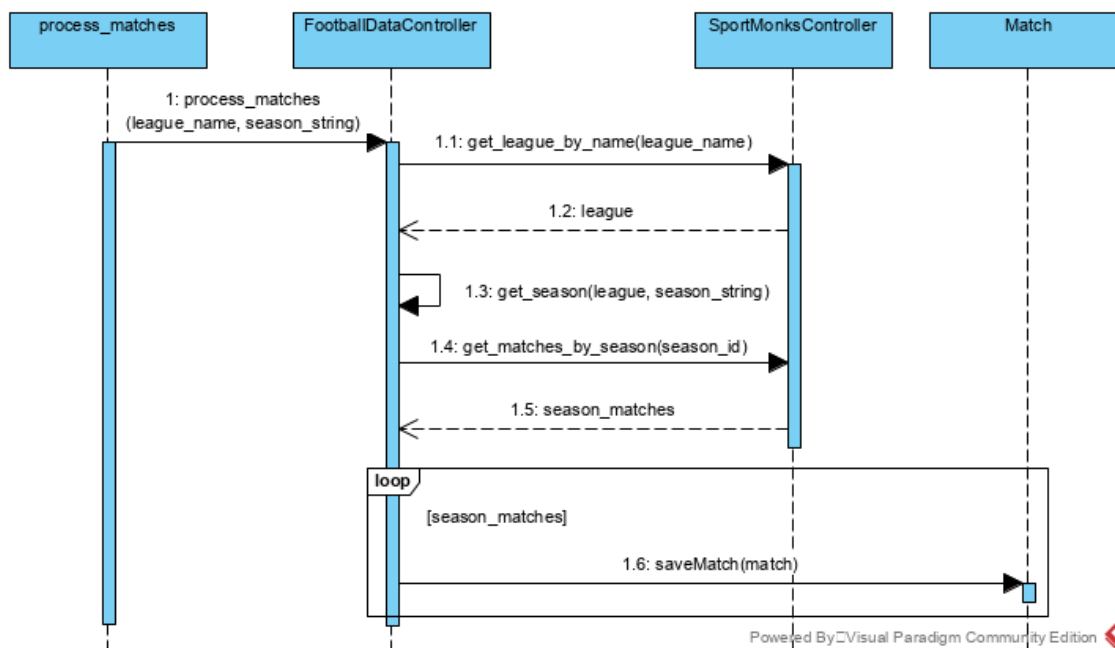 process_matches
FootballDataController
SportMonksController
Match
1: process_matches
(league_name, season_string)
1.1: get_league_by_name(league_name)
1.2: league
1.3: get_season(league, season_string)
1.4: get_matches_by_season(season_id)
1.5: season_matches
loop
[season_matches]
1.6: saveMatch(match)
Powered By□Visual Paradigm Community Edition